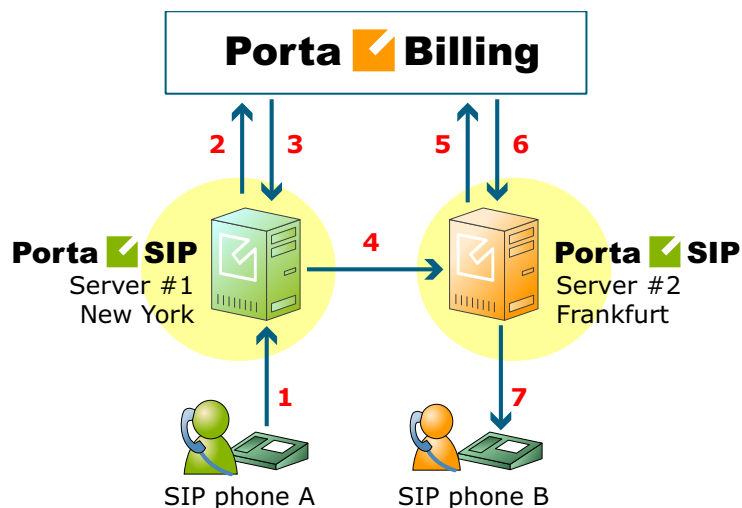 Porta Billing
2
3
5
6
Porta SIP
Server #1
New York
4
Porta SIP
Server #2
Frankfurt
1
7
SIP phone A
SIP phone B